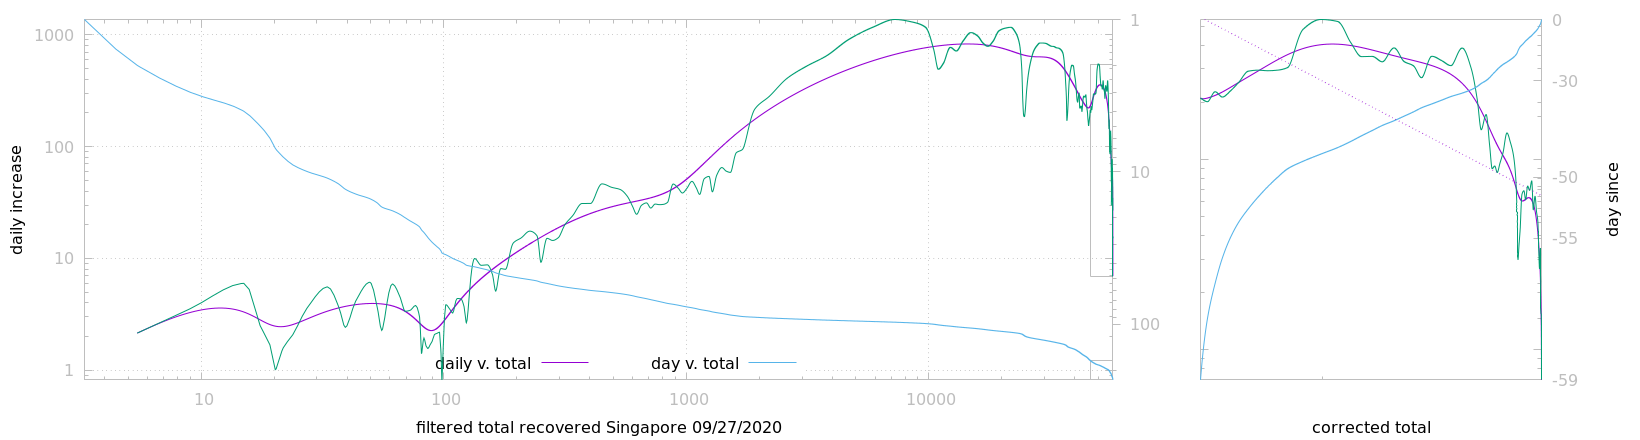 1000
100
10
1
daily increase
10
100
1000
10000
1
10
100
daily v. total
day v. total
filtered total recovered Singapore 09/27/2020
0
-30
-50
-55
-59
day since
corrected total